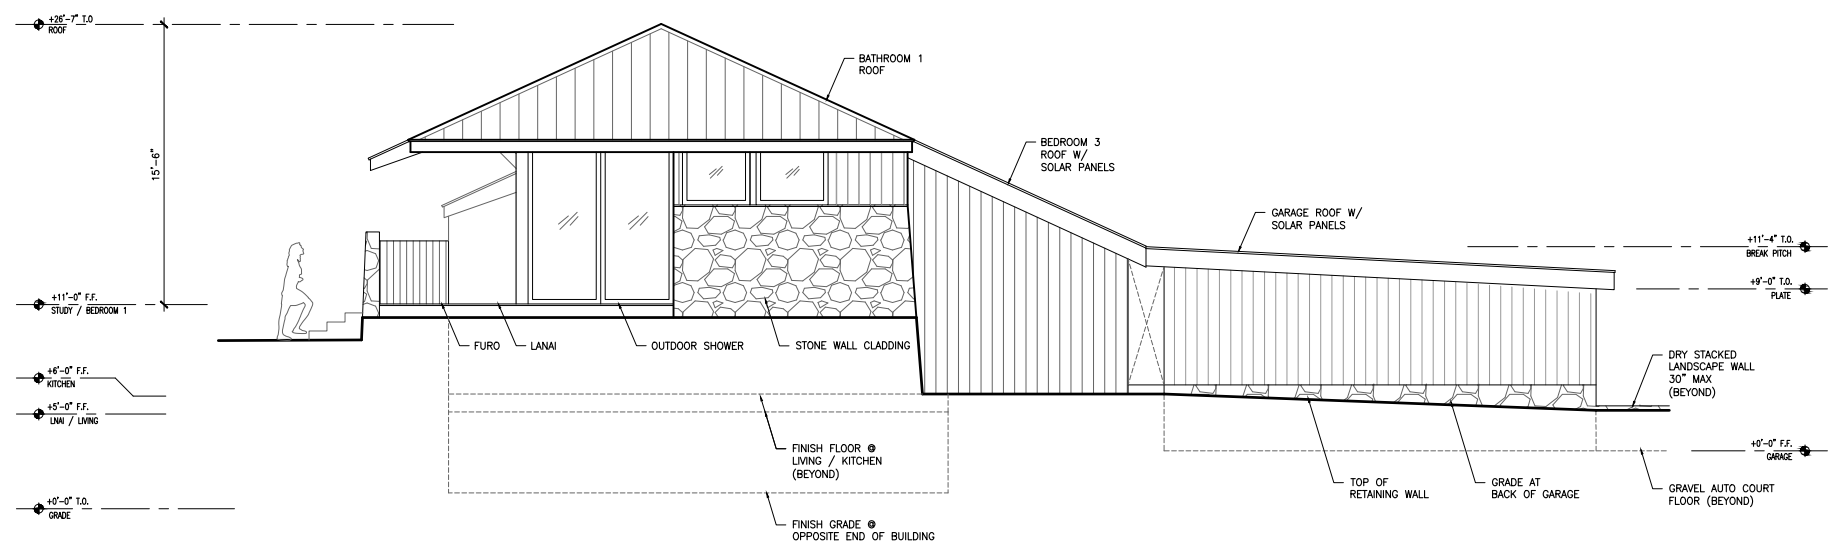 +26'-7" T.O
ROOF
15'-6"
BATHROOM 1
ROOF
BEDROOM 3
ROOF W/
SOLAR PANELS
GARAGE ROOF W/
SOLAR PANELS
+11'-4" T.O.
BREAK PITCH
+9'-0" T.O.
PLATE
+11'-0" F.F.
STUDY / BEDROOM 1
FURO
LANAI
OUTDOOR SHOWER
STONE WALL CLADDING
DRY STACKED
LANDSCAPE WALL
30" MAX
(BEYOND)
+6'-0" F.F.
KITCHEN
+5'-0" F.F.
LNAI / LIVING
FINISH FLOOR @
LIVING / KITCHEN
(BEYOND)
+0'-0" F.F.
GARAGE
TOP OF
RETAINING WALL
GRADE AT
BACK OF GARAGE
GRAVEL AUTO COURT
FLOOR (BEYOND)
+0'-0" T.O.
GRADE
FINISH GRADE @
OPPOSITE END OF BUILDING